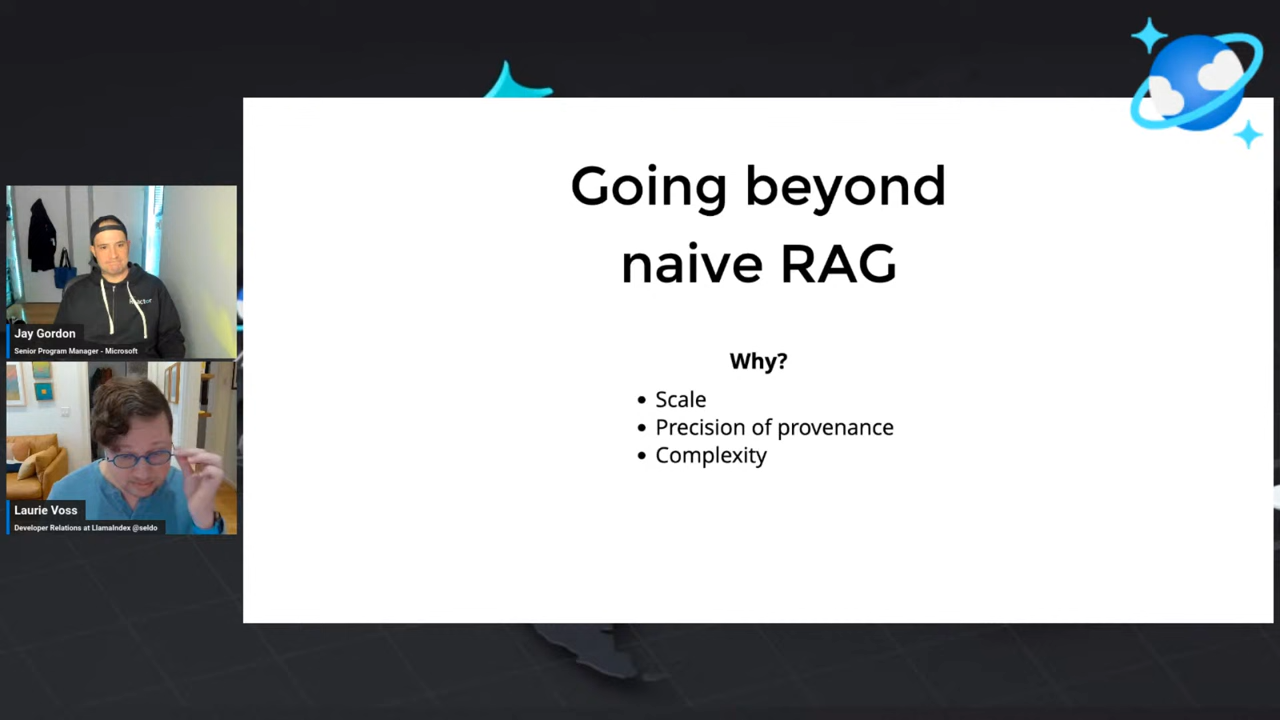 Going beyond
naive RAG
Why?
• Scale
• Precision of provenance
• Complexity
Jay Gordon
Senior Program Manager - Microsoft
Laurie Voss
Developer Relations at LlamaIndex @seldo